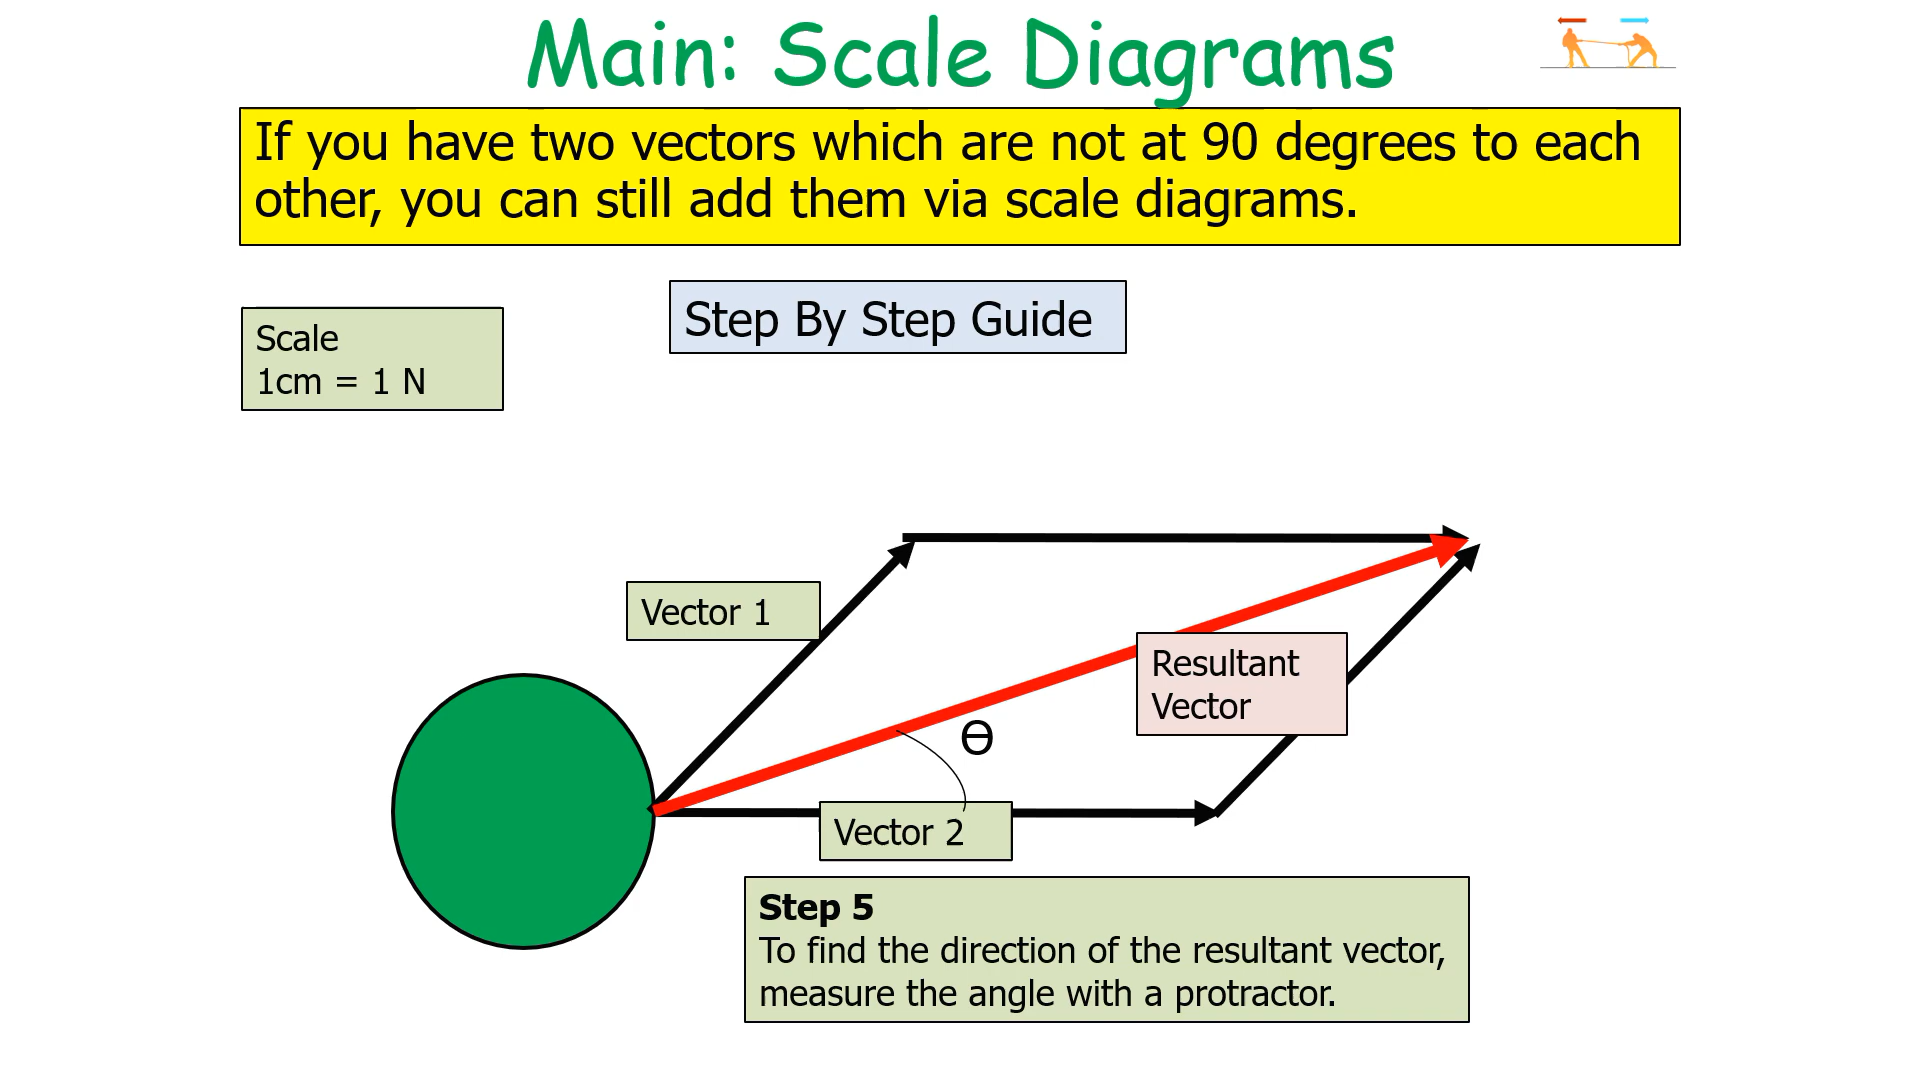 Main: Scale Diagrams
If you have two vectors which are not at 90 degrees to each
other, you can still add them via scale diagrams.
Step By Step Guide
Scale
1cm = 1 N
Vector 1
Resultant
Vector
ϴ
Vector 2
Step 5
To find the direction of the resultant vector,
measure the angle with a protractor.